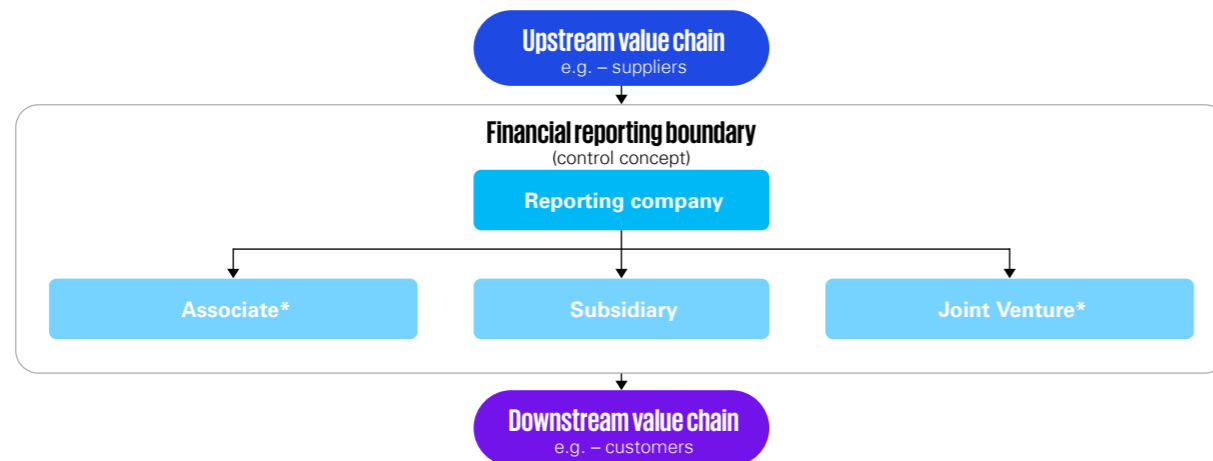 Upstream value chain
e.g. – suppliers
Financial reporting boundary
(control concept)
Reporting company
Associate*
Subsidiary
Joint Venture*
Downstream value chain
e.g. – customers